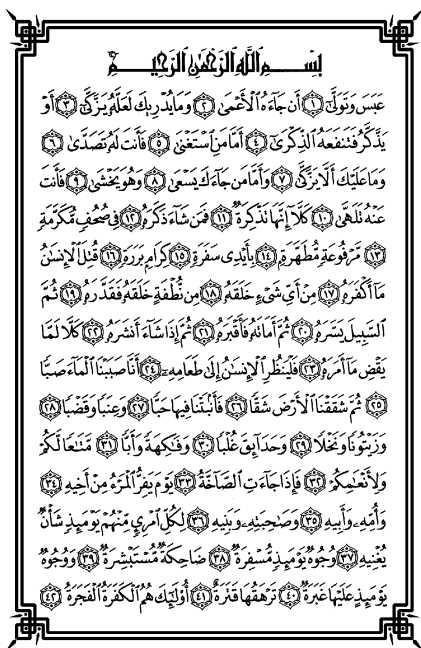 بِسْمِ ٱللَّهِ ٱلرَّحْمَٰنِ ٱلرَّحِيمِ
عَبَسَ وَتَوَلَّىٰٓ ١ أَن جَآءَهُ ٱلْأَعْمَىٰ ٢ وَمَا يُدْرِيكَ لَعَلَّهُۥ يَزَّكَّىٰٓ ٣ أَوْ
يَذَّكَّرُ فَتَنفَعَهُ ٱلذِّكْرَىٰٓ ٤ أَمَّا مَنِ ٱسْتَغْنَىٰ ٥ فَأَنتَ لَهُۥ تَصَدَّىٰ ٦
وَمَا عَلَيْكَ أَلَّا يَزَّكَّىٰ ٧ وَأَمَّا مَن جَآءَكَ يَسْعَىٰ ٨ وَهُوَ يَخْشَىٰ ٩ فَأَنتَ
عَنْهُ تَلَهَّىٰ ١٠ كَلَّآ إِنَّهَا تَذْكِرَةٌ ١١ فَمَن شَآءَ ذَكَرَهُۥ ١٢ فِى صُحُفٍ مُّكَرَّمَةٍ
١٣ مَّرْفُوعَةٍ مُّطَهَّرَةٍۭ ١٤ بِأَيْدِى سَفَرَةٍ ١٥ كِرَامٍۭ بَرَرَةٍ ١٦ قُتِلَ ٱلْإِنسَٰنُ
مَآ أَكْفَرَهُۥ ١٧ مِنْ أَىِّ شَىْءٍ خَلَقَهُۥ ١٨ مِن نُّطْفَةٍ خَلَقَهُۥ فَقَدَّرَهُۥ ١٩ ثُمَّ
ٱلسَّبِيلَ يَسَّرَهُۥ ٢٠ ثُمَّ أَمَاتَهُۥ فَأَقْبَرَهُۥ ٢١ ثُمَّ إِذَا شَآءَ أَنشَرَهُۥ ٢٢ كَلَّا لَمَّا
يَقْضِ مَآ أَمَرَهُۥ ٢٣ فَلْيَنظُرِ ٱلْإِنسَٰنُ إِلَىٰ طَعَامِهِۦٓ ٢٤ أَنَّا صَبَبْنَا ٱلْمَآءَ صَبًّا
٢٥ ثُمَّ شَقَقْنَا ٱلْأَرْضَ شَقًّا ٢٦ فَأَنۢبَتْنَا فِيهَا حَبًّا ٢٧ وَعِنَبًا وَقَضْبًا ٢٨
وَزَيْتُونًا وَنَخْلًا ٢٩ وَحَدَآئِقَ غُلْبًا ٣٠ وَفَٰكِهَةً وَأَبًّا ٣١ مَّتَٰعًا لَّكُمْ
وَلِأَنْعَٰمِكُمْ ٣٢ فَإِذَا جَآءَتِ ٱلصَّآخَّةُ ٣٣ يَوْمَ يَفِرُّ ٱلْمَرْءُ مِنْ أَخِيهِ ٣٤
وَأُمِّهِۦ وَأَبِيهِ ٣٥ وَصَٰحِبَتِهِۦ وَبَنِيهِ ٣٦ لِكُلِّ ٱمْرِئٍ مِّنْهُمْ يَوْمَئِذٍ شَأْنٌ
يُغْنِيهِ ٣٧ وُجُوهٌ يَوْمَئِذٍ مُّسْفِرَةٌ ٣٨ ضَاحِكَةٌ مُّسْتَبْشِرَةٌ ٣٩ وَوُجُوهٌ
يَوْمَئِذٍ عَلَيْهَا غَبَرَةٌ ٤٠ تَرْهَقُهَا قَتَرَةٌ ٤١ أُو۟لَٰٓئِكَ هُمُ ٱلْكَفَرَةُ ٱلْفَجَرَةُ ٤٢